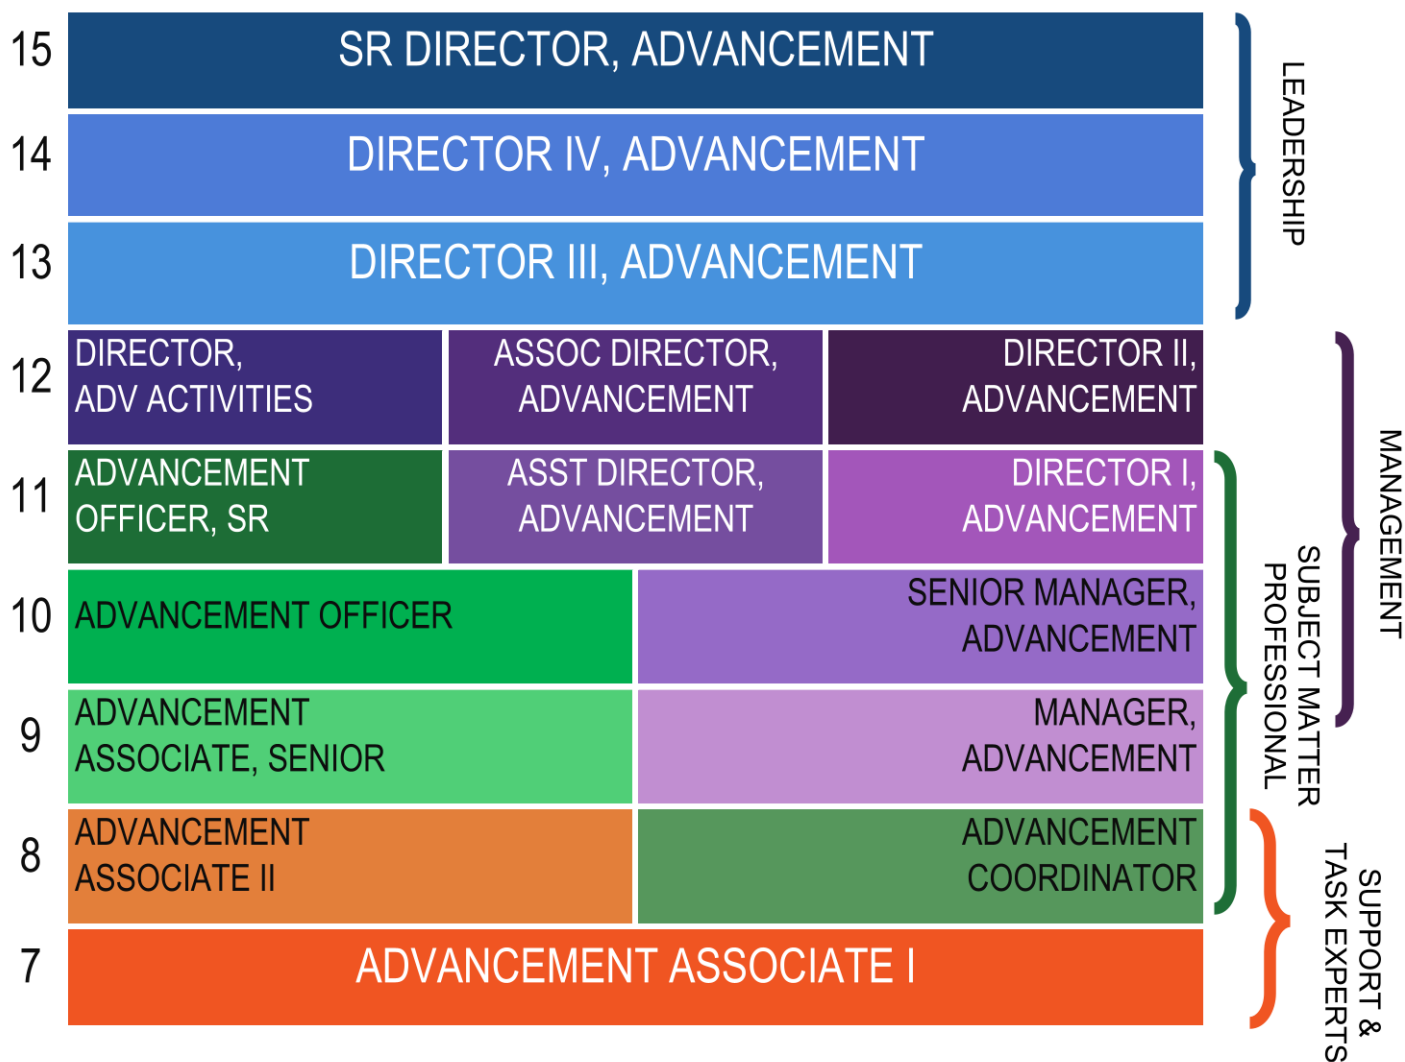 15
SR DIRECTOR, ADVANCEMENT
14
DIRECTOR IV, ADVANCEMENT
13
DIRECTOR III, ADVANCEMENT
LEADERSHIP
12
DIRECTOR,
ADV ACTIVITIES
ASSOC DIRECTOR,
ADVANCEMENT
DIRECTOR II,
ADVANCEMENT
11
ADVANCEMENT
OFFICER, SR
ASST DIRECTOR,
ADVANCEMENT
DIRECTOR I,
ADVANCEMENT
10
ADVANCEMENT OFFICER
SENIOR MANAGER,
ADVANCEMENT
MANAGEMENT
9
ADVANCEMENT
ASSOCIATE, SENIOR
MANAGER,
ADVANCEMENT
SUBJECT MATTER
PROFESSIONAL
8
ADVANCEMENT
ASSOCIATE II
ADVANCEMENT
COORDINATOR
7
ADVANCEMENT ASSOCIATE I
SUPPORT &
TASK EXPERTS